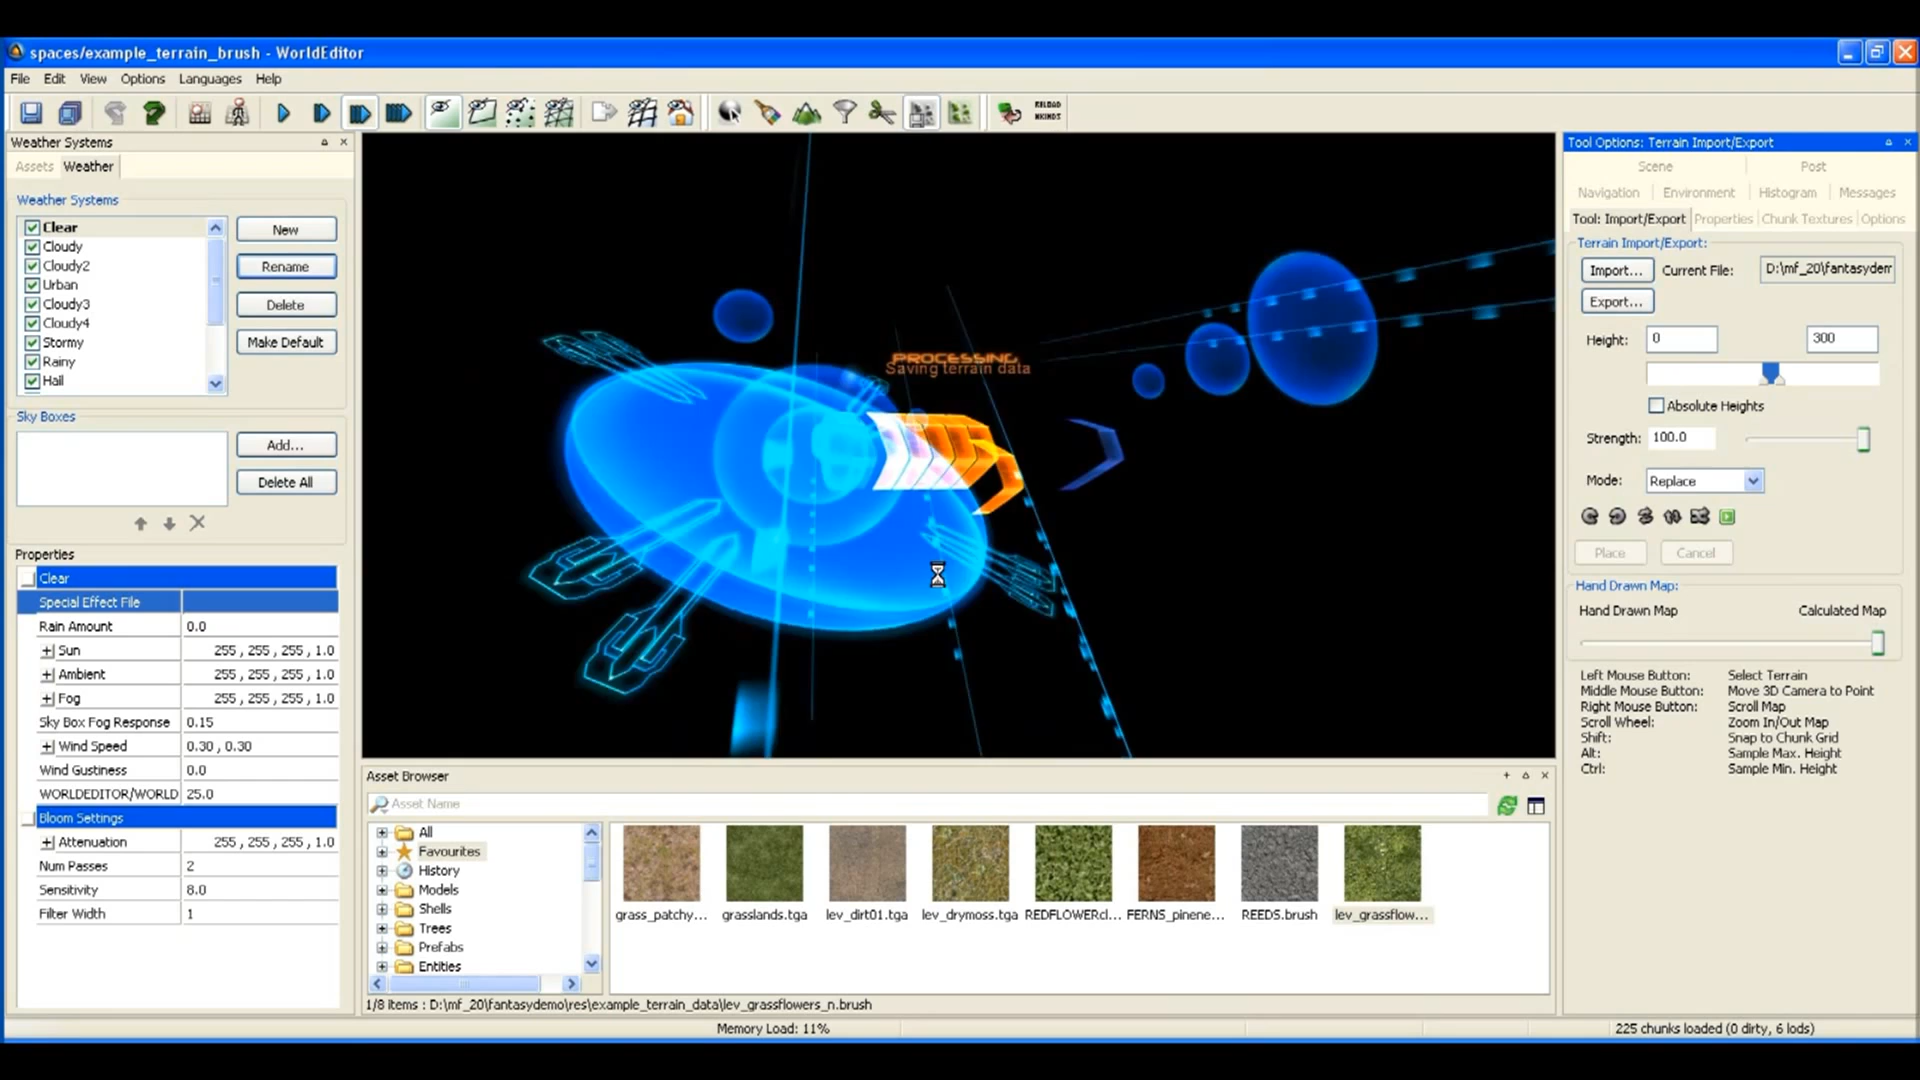 spaces/example_terrain_brush - WorldEditor
File Edit View Options Languages Help
RELOAD
Weather Systems
Assets Weather
Weather Systems
Clear
Cloudy
Cloudy2
Urban
Cloudy3
Cloudy4
Stormy
Rainy
Hail
New
Rename
Delete
Make Default
Sky Boxes
Add...
Delete All
Properties
Clear
Special Effect File
Rain Amount 0.0
Sun 255 , 255 , 255 , 1.0
Ambient 255 , 255 , 255 , 1.0
Fog 255 , 255 , 255 , 1.0
Sky Box Fog Response 0.15
Wind Speed 0.30 , 0.30
Wind Gustiness 0.0
WORLDEDITOR/WORLD 25.0
Bloom Settings
Attenuation 255 , 255 , 255 , 1.0
Num Passes 2
Sensitivity 8.0
Filter Width 1
PROCESSING
Saving terrain data
Asset Browser
Asset Name
All
Favourites
History
Models
Shells
Trees
Prefabs
Entities
grass_patchy... grasslands.tga lev_dirt01.tga lev_drymoss.tga REDFLOWERcl... FERNS_pinene... REEDS.brush lev_grassflow...
1/8 items : D:\mf_20\fantasydemo\res\example_terrain_data\lev_grassflowers_n.brush
Tool Options: Terrain Import/Export
Scene Post
Navigation Environment Histogram Messages
Tool: Import/Export Properties Chunk Textures Options
Terrain Import/Export:
Import... Current File: D:\mf_20\fantasydem
Export...
Height: 0 300
Absolute Heights
Strength: 100.0
Mode: Replace
Place Cancel
Hand Drawn Map:
Hand Drawn Map Calculated Map
Left Mouse Button: Select Terrain
Middle Mouse Button: Move 3D Camera to Point
Right Mouse Button: Scroll Map
Scroll Wheel: Zoom In/Out Map
Shift: Snap to Chunk Grid
Alt: Sample Max. Height
Ctrl: Sample Min. Height
Memory Load: 11%
225 chunks loaded (0 dirty, 6 lods)